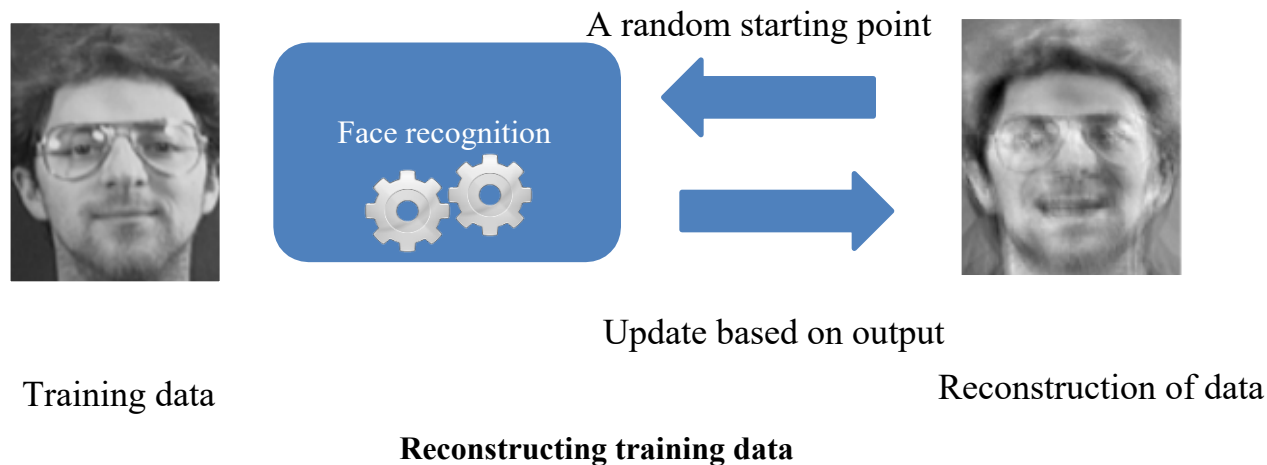 A random starting point
Face recognition
Update based on output
Training data
Reconstruction of data
Reconstructing training data